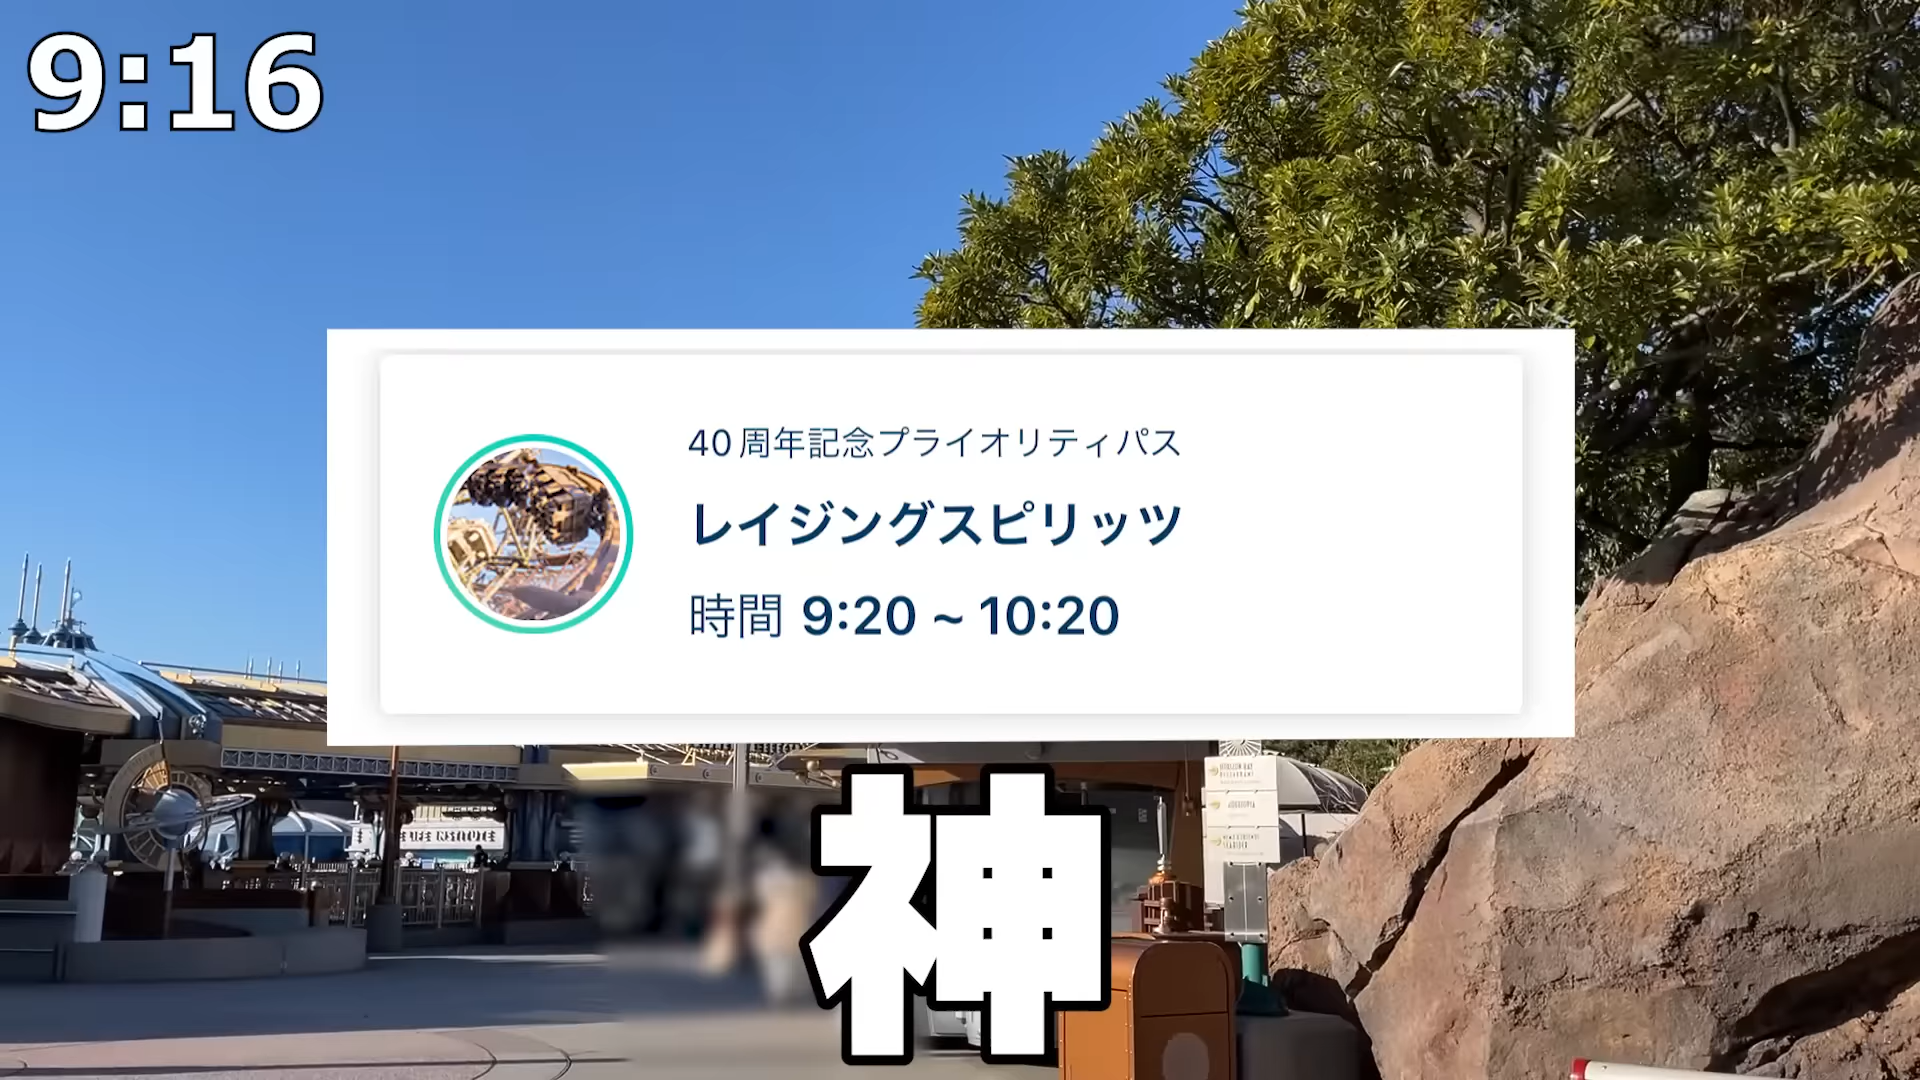 9:16
40周年記念プライオリティパス
レイジングスピリッツ
時間 9:20 ~ 10:20
神